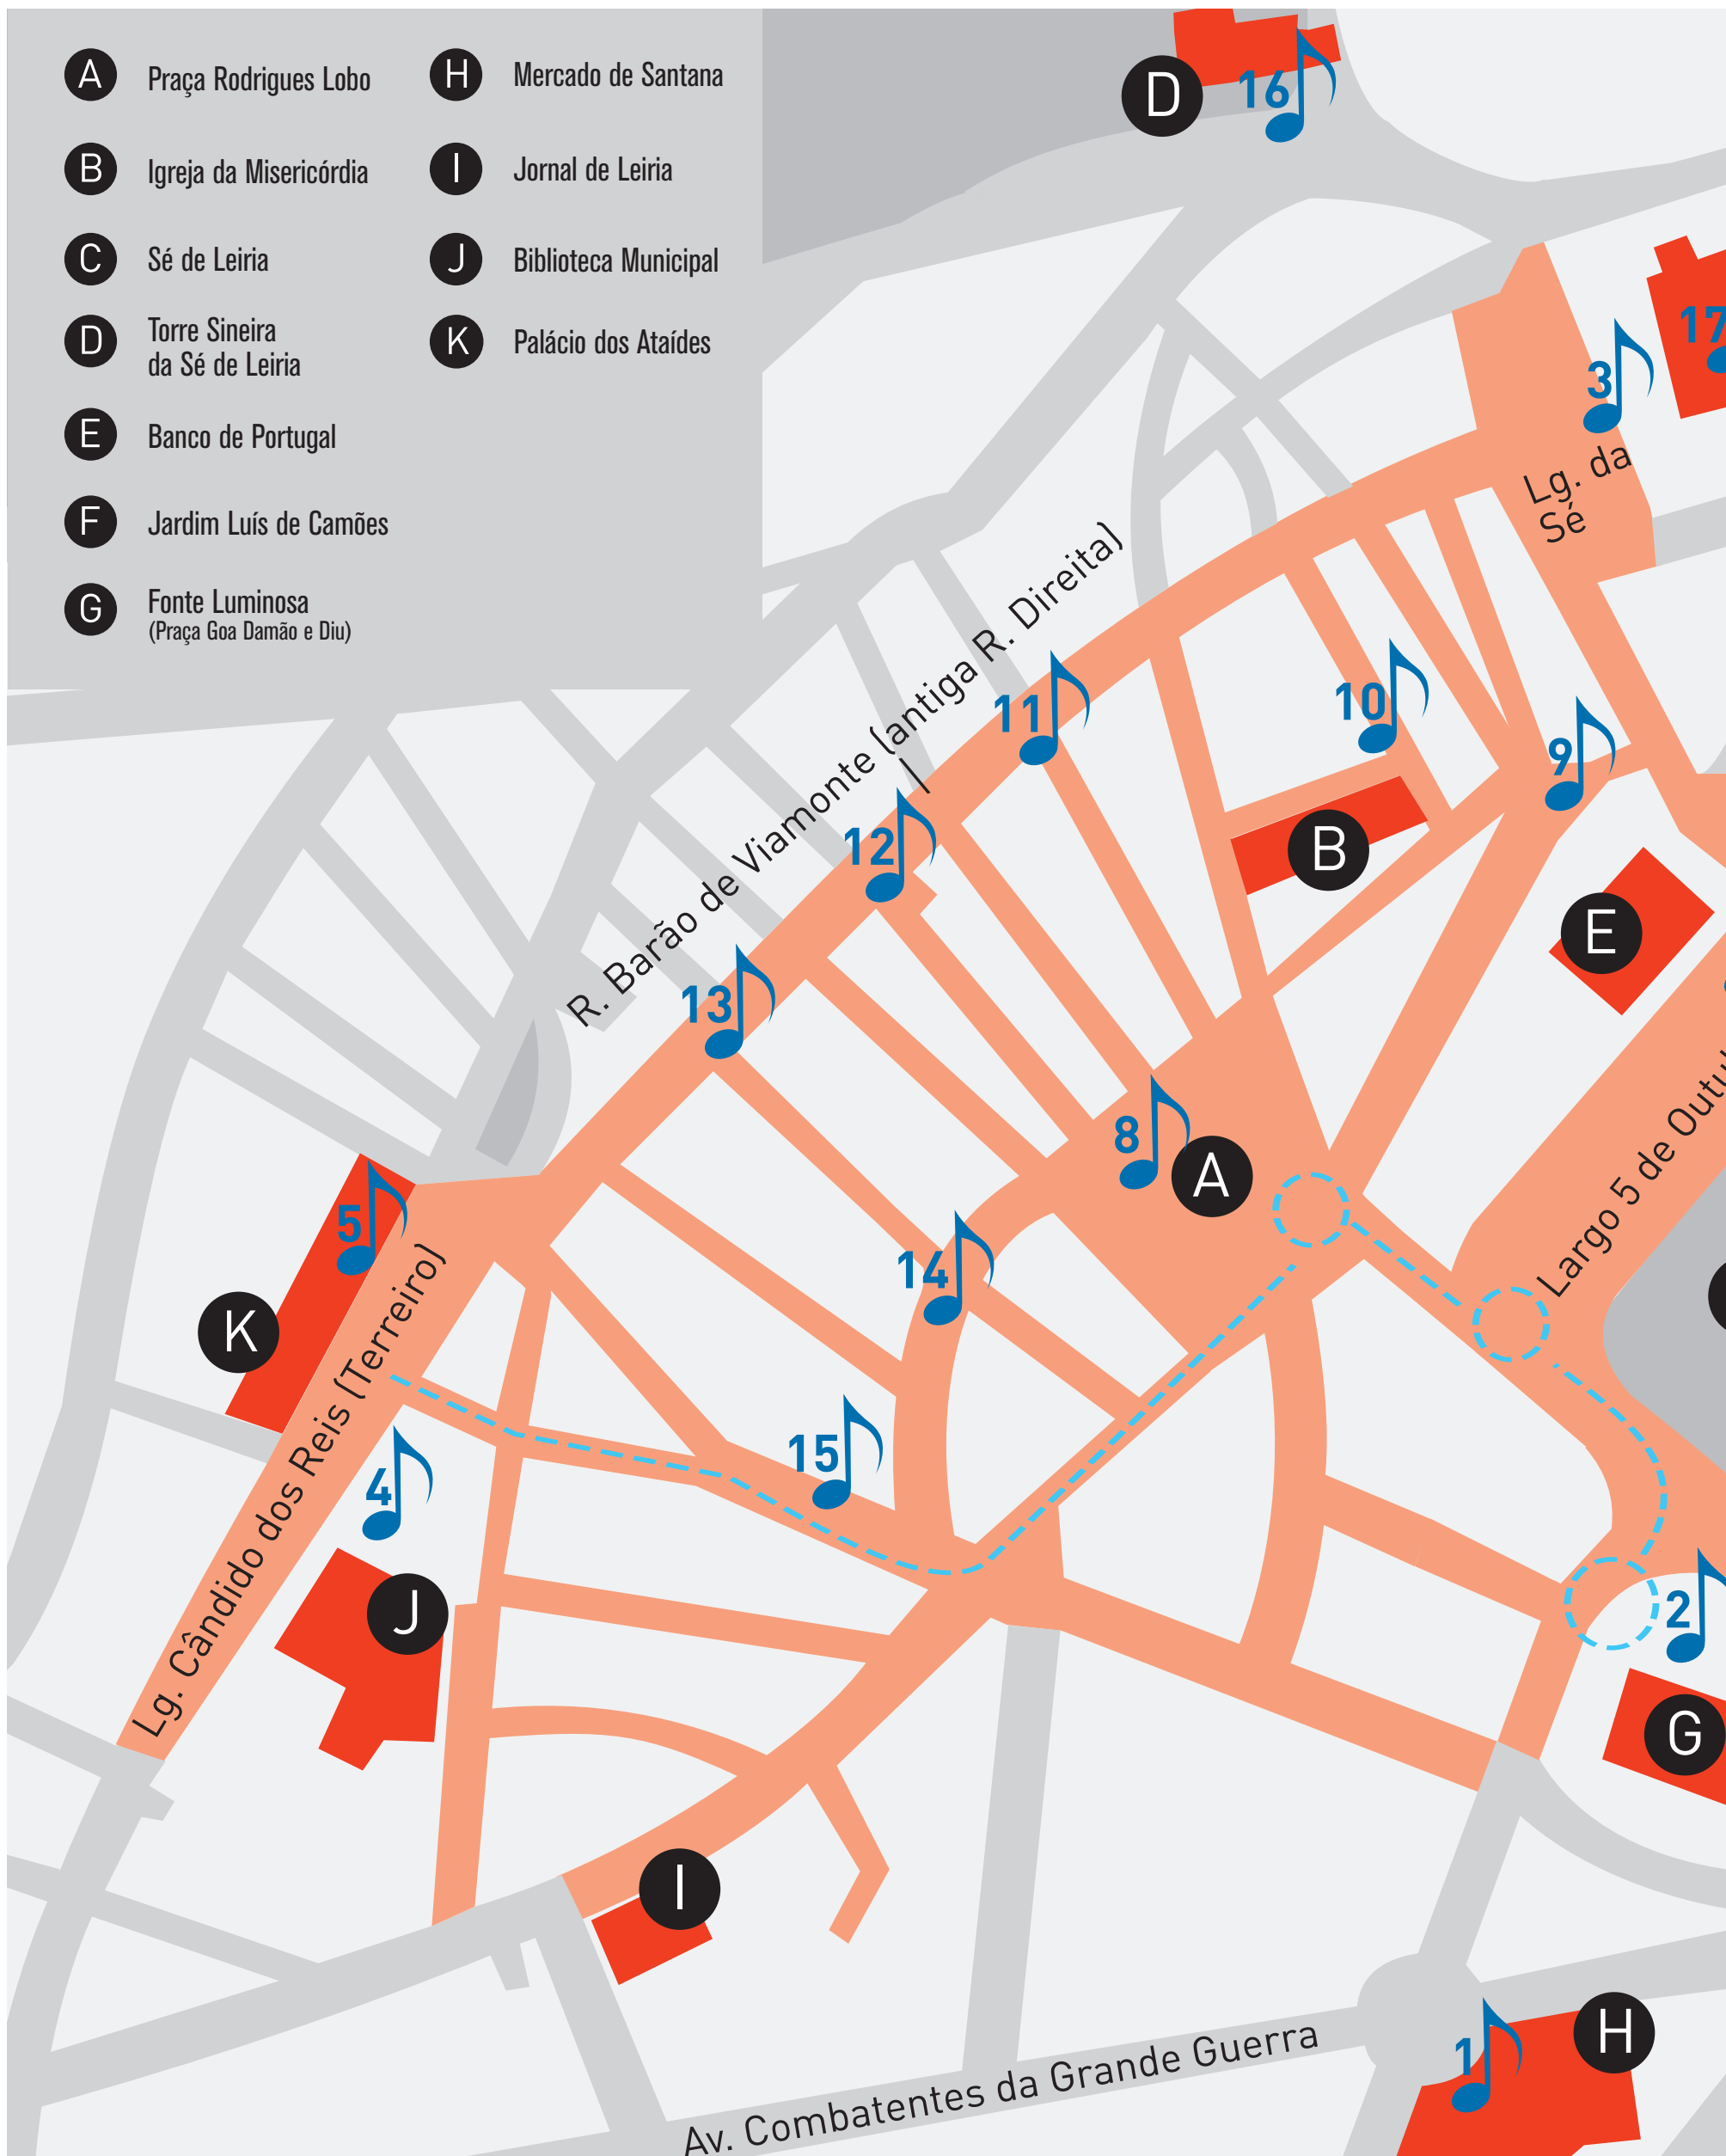 A Praça Rodrigues Lobo
B Igreja da Misericórdia
C Sé de Leiria
D Torre Sineira
da Sé de Leiria
E Banco de Portugal
F Jardim Luís de Camões
G Fonte Luminosa
(Praça Goa Damão e Diu)
H Mercado de Santana
I Jornal de Leiria
J Biblioteca Municipal
K Palácio dos Ataídes
D
16
17
3
Lg. da
Sé
R. Barão de Viamonte (antiga R. Direita)
11
10
9
12
B
E
13
8
A
Largo 5 de
5
K
14
Lg. Cândido dos Reis (Terreiro)
15
4
J
2
G
I
H
1
Av. Combatentes da Grande Guerra